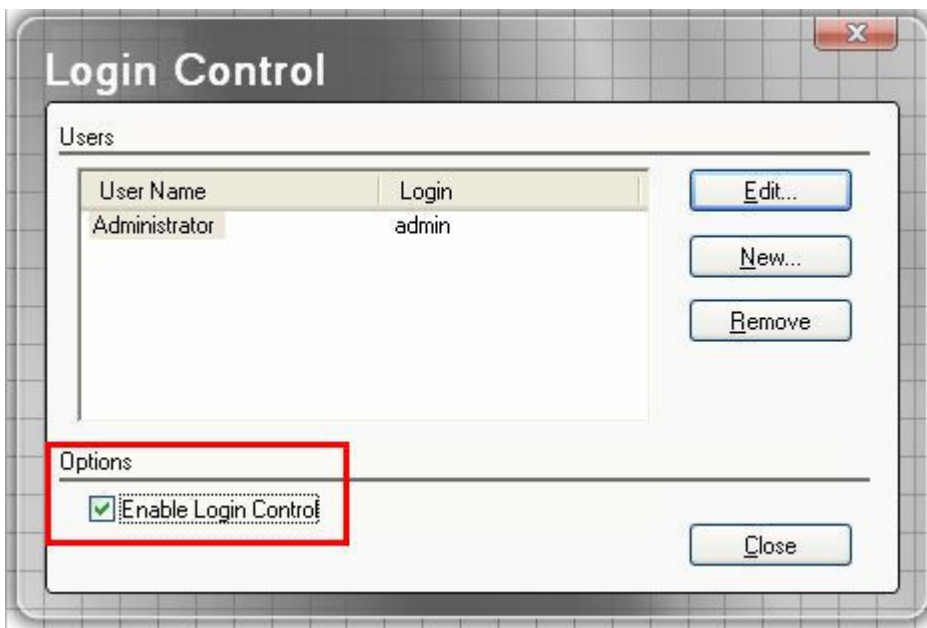 Login Control
Users
User Name Login
Administrator admin
Edit...
New...
Remove
Options
Enable Login Control
Close